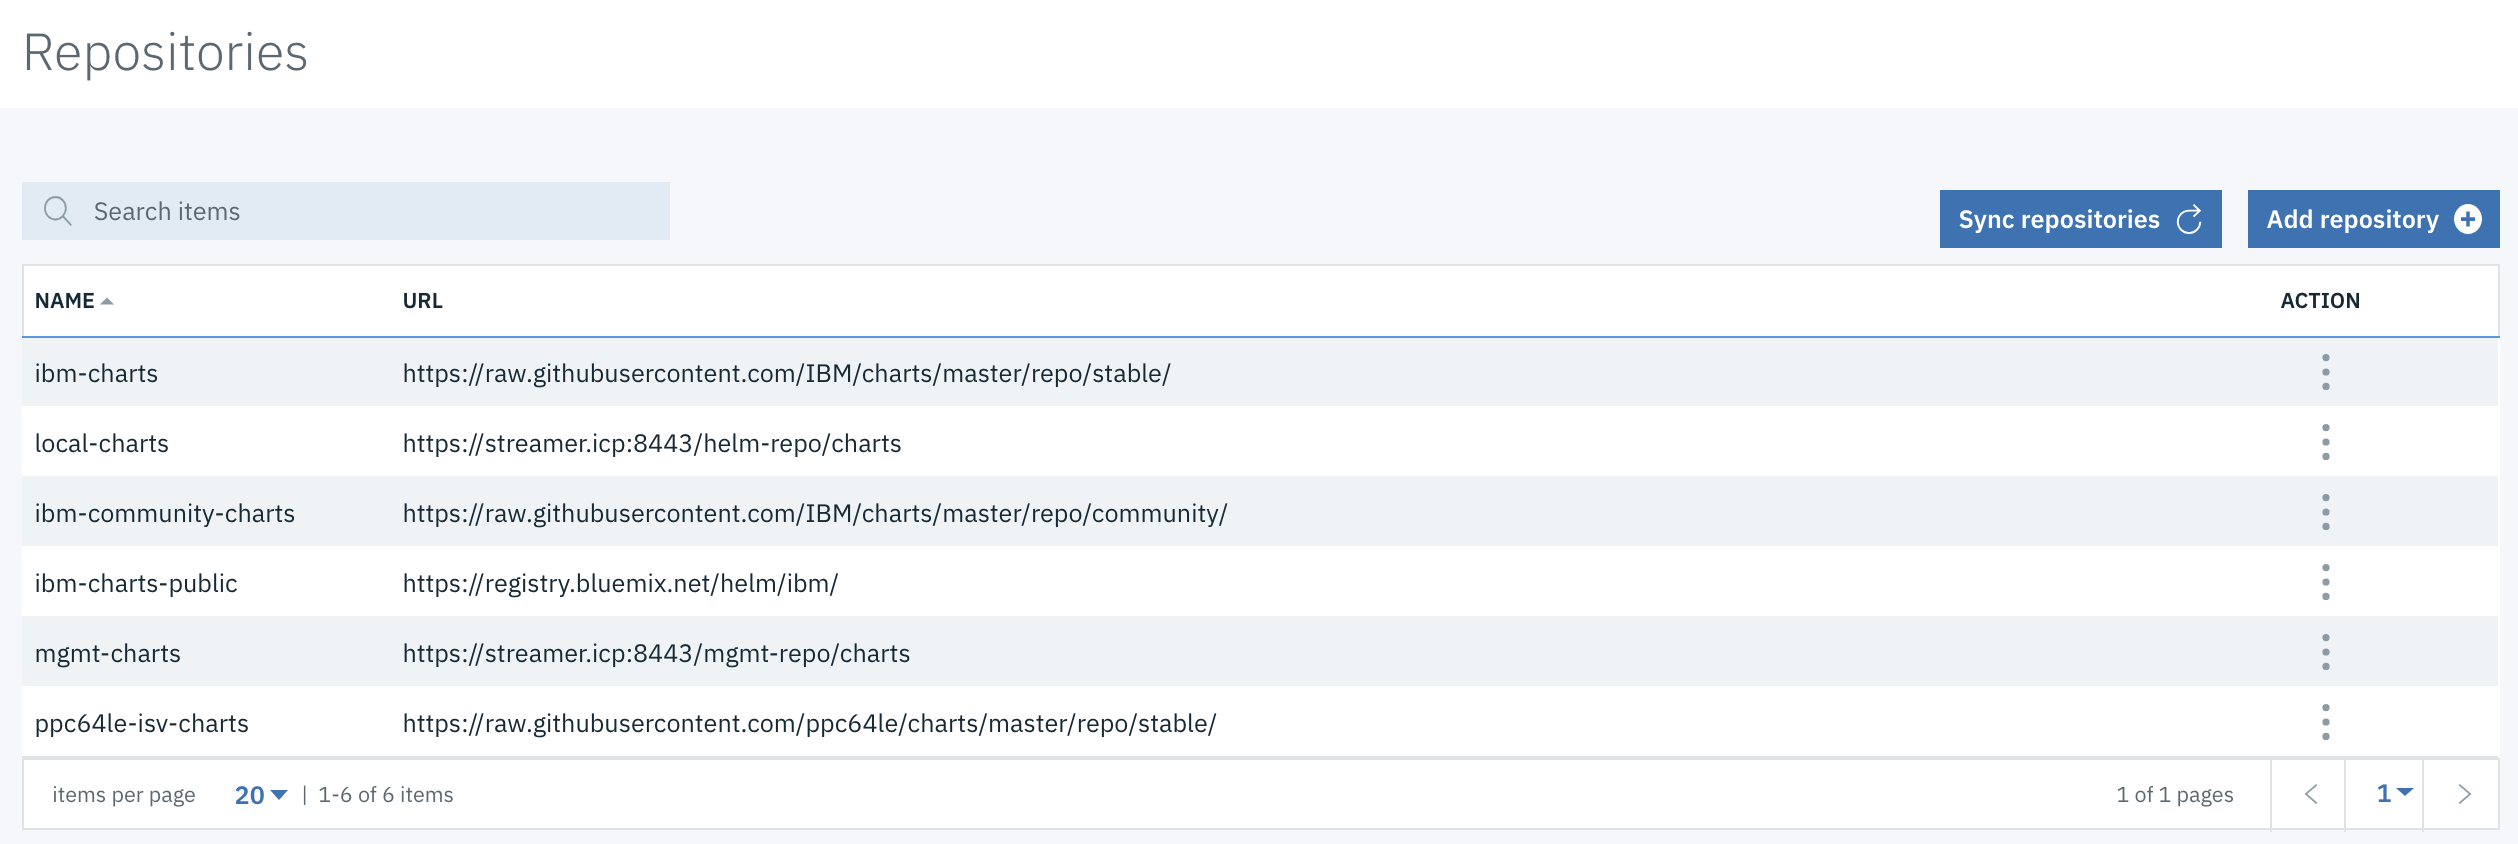 Repositories
Search items
Sync repositories
Add repository
NAME URL ACTION
ibm-charts https://raw.githubusercontent.com/IBM/charts/master/repo/stable/
local-charts https://streamer.icp:8443/helm-repo/charts
ibm-community-charts https://raw.githubusercontent.com/IBM/charts/master/repo/community/
ibm-charts-public https://registry.bluemix.net/helm/ibm/
mgmt-charts https://streamer.icp:8443/mgmt-repo/charts
ppc64le-isv-charts https://raw.githubusercontent.com/ppc64le/charts/master/repo/stable/
items per page 20 | 1-6 of 6 items 1 of 1 pages 1